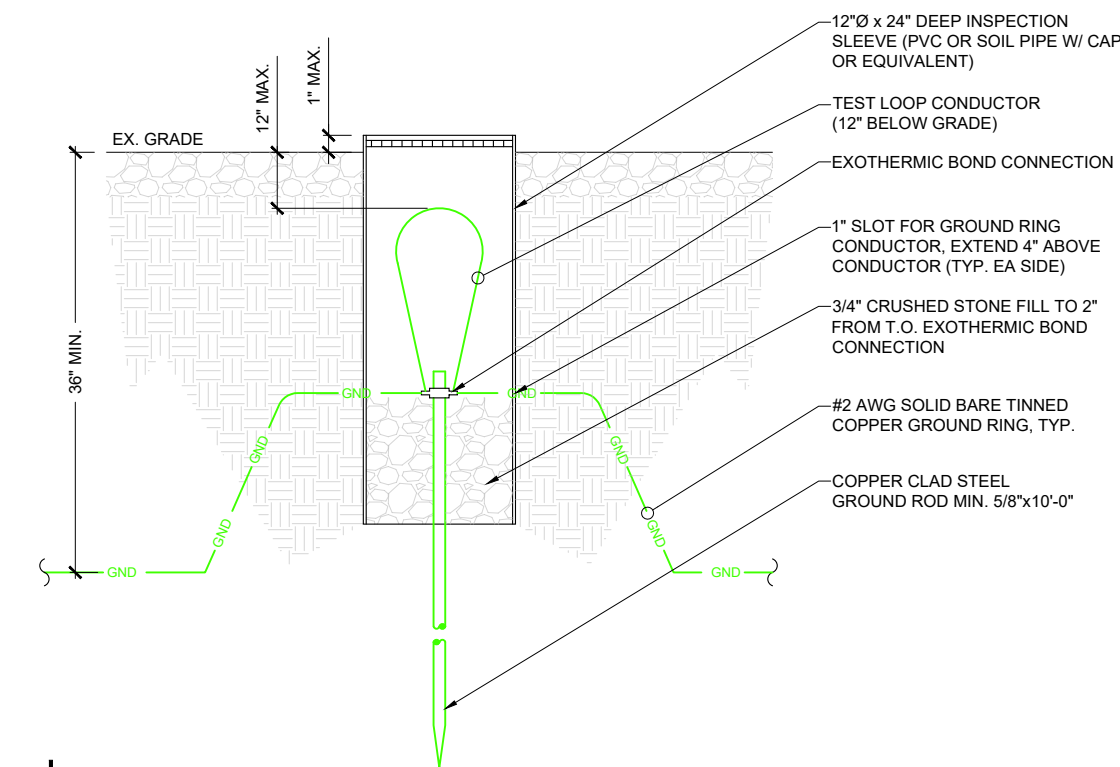 12"Ø x 24" DEEP INSPECTION
SLEEVE (PVC OR SOIL PIPE W/ CAP
OR EQUIVALENT)
1" MAX.
12" MAX.
TEST LOOP CONDUCTOR
(12" BELOW GRADE)
EX. GRADE
EXOTHERMIC BOND CONNECTION
1" SLOT FOR GROUND RING
CONDUCTOR, EXTEND 4" ABOVE
CONDUCTOR (TYP. EA SIDE)
3/4" CRUSHED STONE FILL TO 2"
FROM T.O. EXOTHERMIC BOND
CONNECTION
36" MIN.
GND
GND
#2 AWG SOLID BARE TINNED
COPPER GROUND RING, TYP.
GND
GND
COPPER CLAD STEEL
GROUND ROD MIN. 5/8"x10'-0"
GND
GND
GND
GND